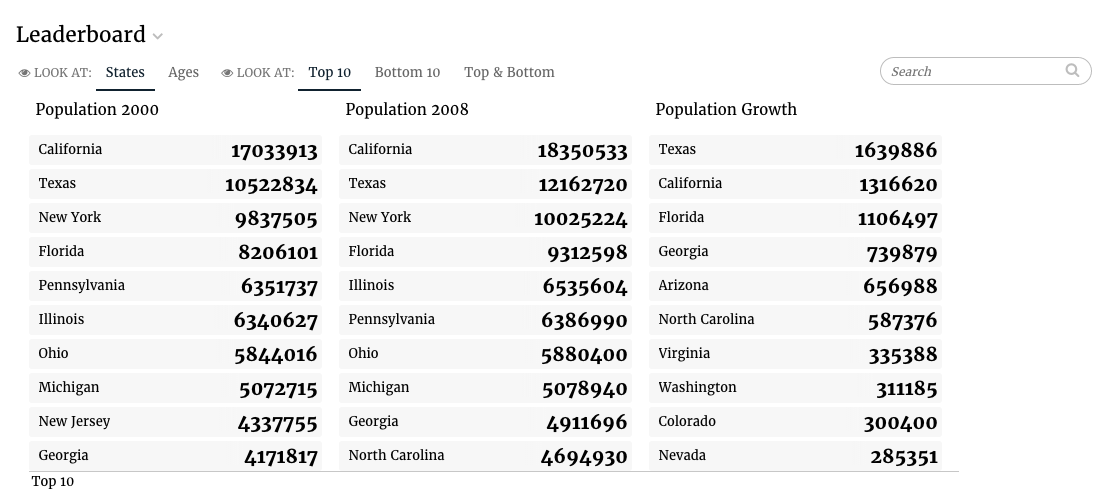 Leaderboard
LOOK AT: States Ages LOOK AT: Top 10 Bottom 10 Top & Bottom Search
Population 2000 Population 2008 Population Growth
California 17033913 California 18350533 Texas 1639886
Texas 10522834 Texas 12162720 California 1316620
New York 9837505 New York 10025224 Florida 1106497
Florida 8206101 Florida 9312598 Georgia 739879
Pennsylvania 6351737 Illinois 6535604 Arizona 656988
Illinois 6340627 Pennsylvania 6386990 North Carolina 587376
Ohio 5844016 Ohio 5880400 Virginia 335388
Michigan 5072715 Michigan 5078940 Washington 311185
New Jersey 4337755 Georgia 4911696 Colorado 300400
Georgia 4171817 North Carolina 4694930 Nevada 285351
Top 10